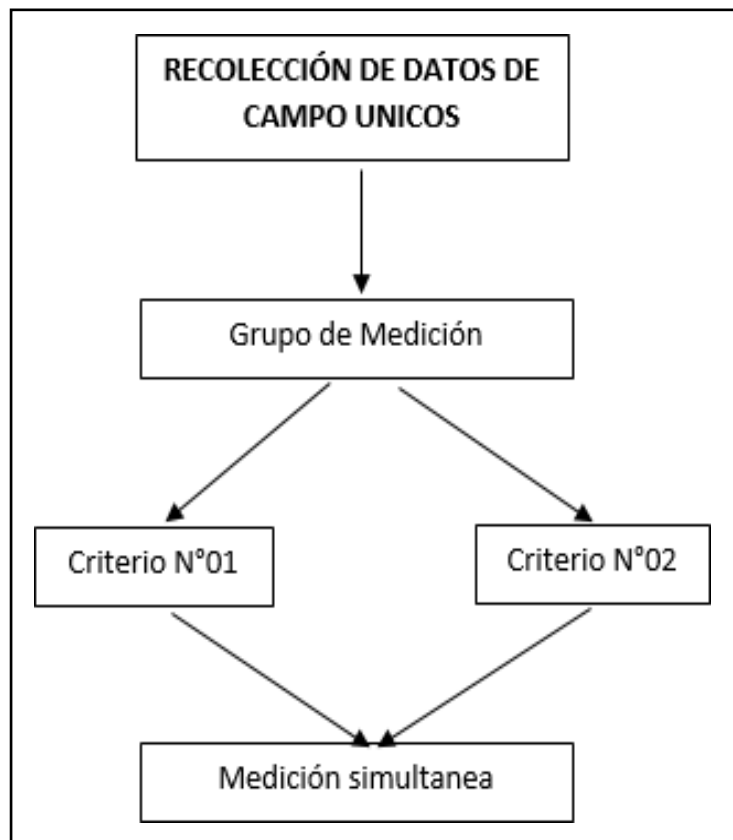 RECOLECCIÓN DE DATOS DE
CAMPO UNICOS
Grupo de Medición
Criterio N°01
Criterio N°02
Medición simultanea